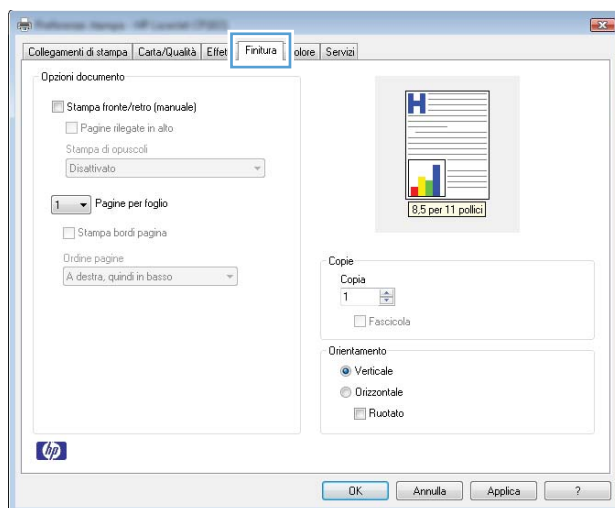 Collegamenti di stampa Carta/Qualità Effet Finitura olore Servizi
Opzioni documento
Stampa fronte/retro (manuale)
Pagine rilegate in alto
Stampa di opuscoli
Disattivato
1 Pagine per foglio
Stampa bordi pagina
Ordine pagine
A destra, quindi in basso
H
8,5 per 11 pollici
Copie
Copia
1
Fascicola
Orientamento
Verticale
Orizzontale
Ruotato
hp
OK Annulla Applica ?